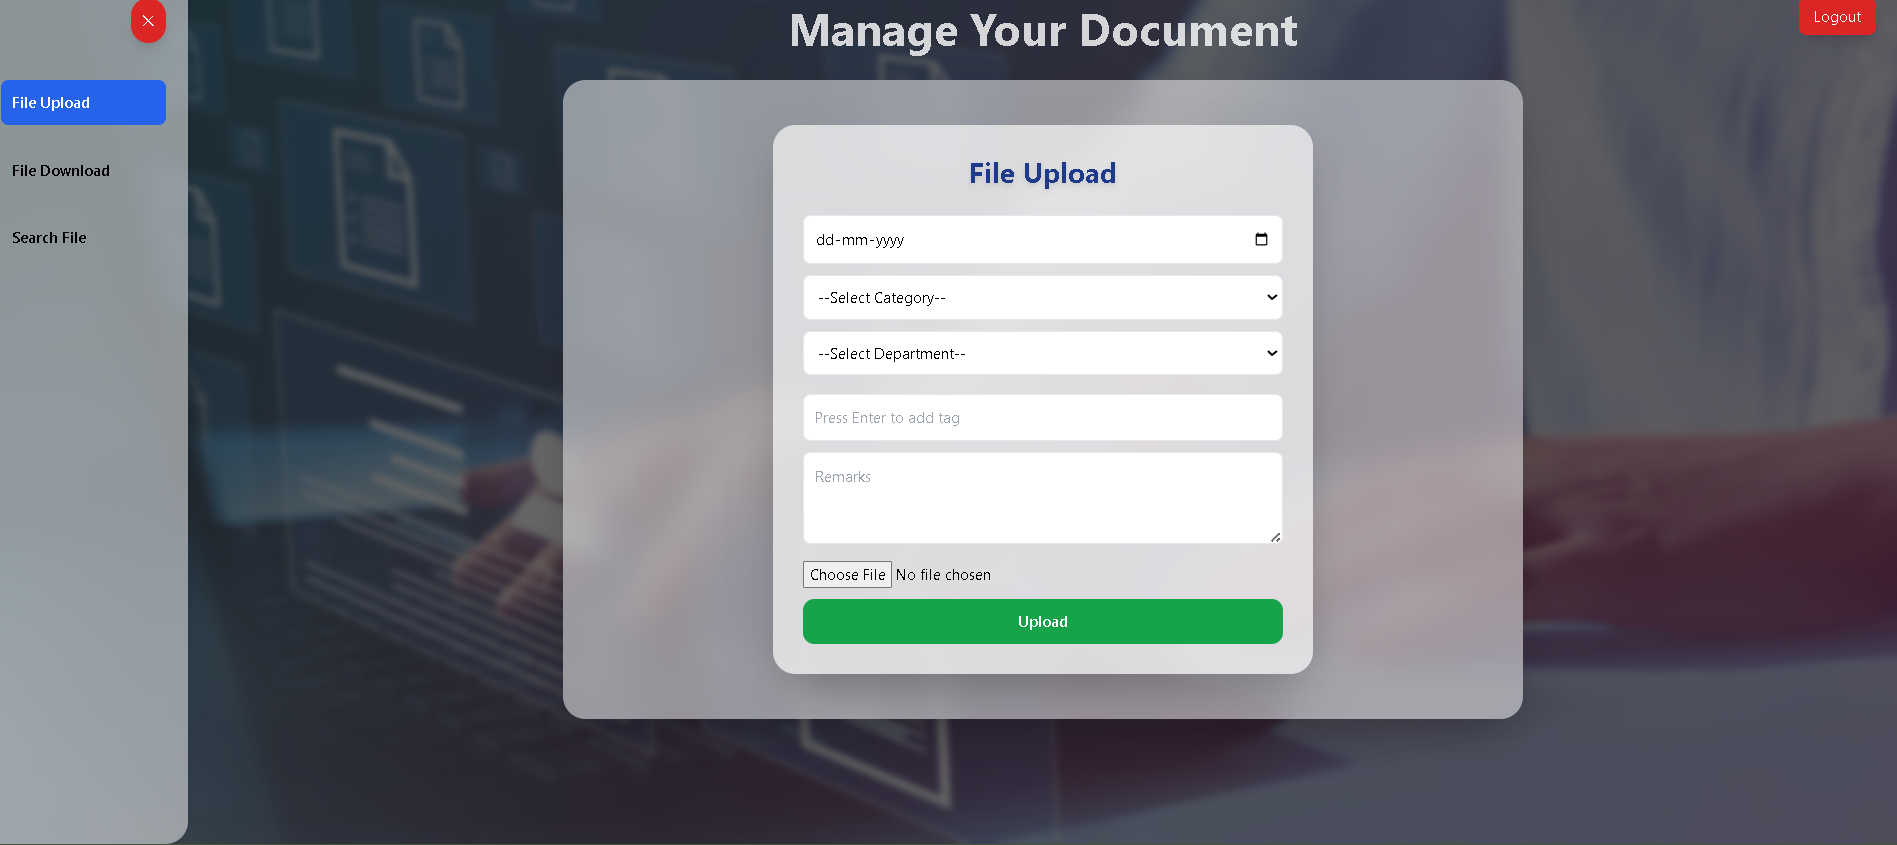 Manage Your Document
Logout
File Upload
File Download
Search File
File Upload
dd-mm-yyyy
--Select Category--
--Select Department--
Press Enter to add tag
Remarks
Choose File No file chosen
Upload